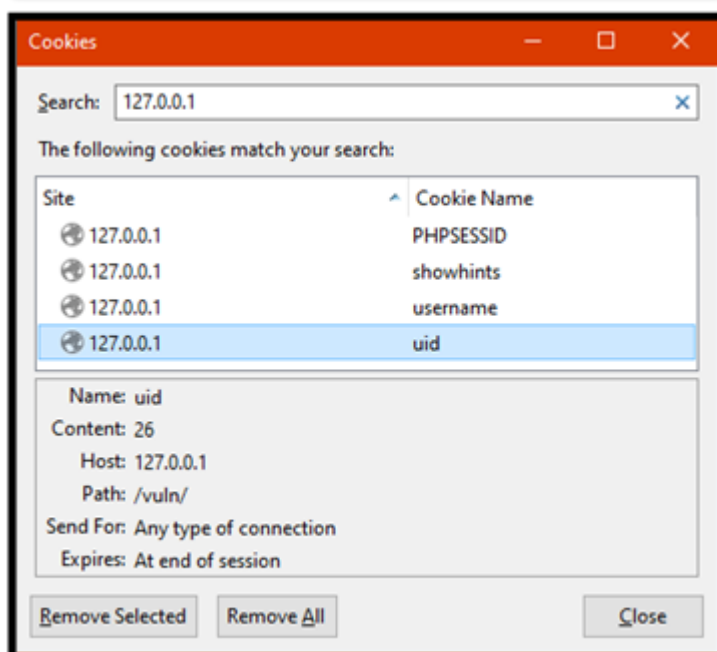 Cookies
Search: 127.0.0.1
The following cookies match your search:
Site Cookie Name
127.0.0.1 PHPSESSID
127.0.0.1 showhints
127.0.0.1 username
127.0.0.1 uid
Name: uid
Content: 26
Host: 127.0.0.1
Path: /vuln/
Send For: Any type of connection
Expires: At end of session
Remove Selected Remove All Close